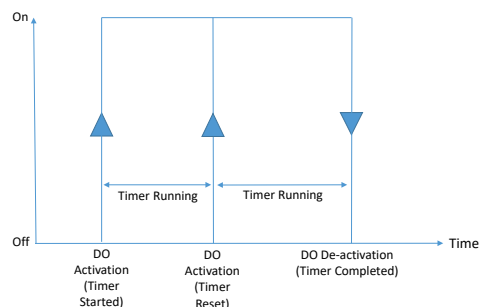 On
Timer Running
Timer Running
Off
Time
DO
Activation
(Timer
Started)
DO
Activation
(Timer
Reset)
DO De-activation
(Timer Completed)